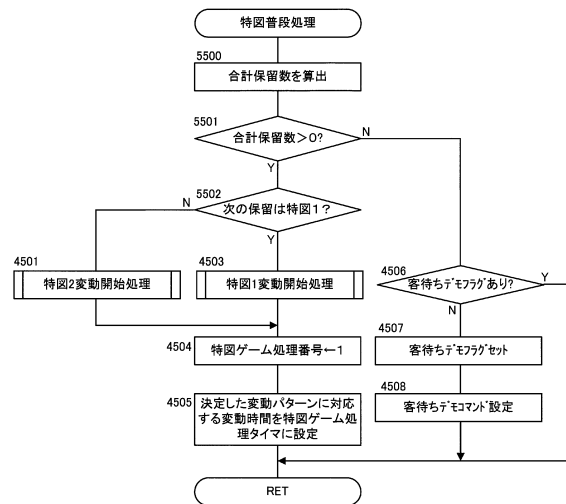 特図普段処理
5500
合計保留数を算出
5501
合計保留数＞0?
N
Y
5502
次の保留は特図1?
N
Y
4501
特図2変動開始処理
4503
特図1変動開始処理
4506
客待ちﾃﾞﾓﾌﾗｸﾞあり?
Y
N
4507
客待ちﾃﾞﾓﾌﾗｸﾞｾｯﾄ
4504
特図ゲーム処理番号←1
4508
客待ちﾃﾞﾓｺﾏﾝﾄﾞ設定
4505
決定した変動パターンに対応
する変動時間を特図ゲーム処
理タイマに設定
RET